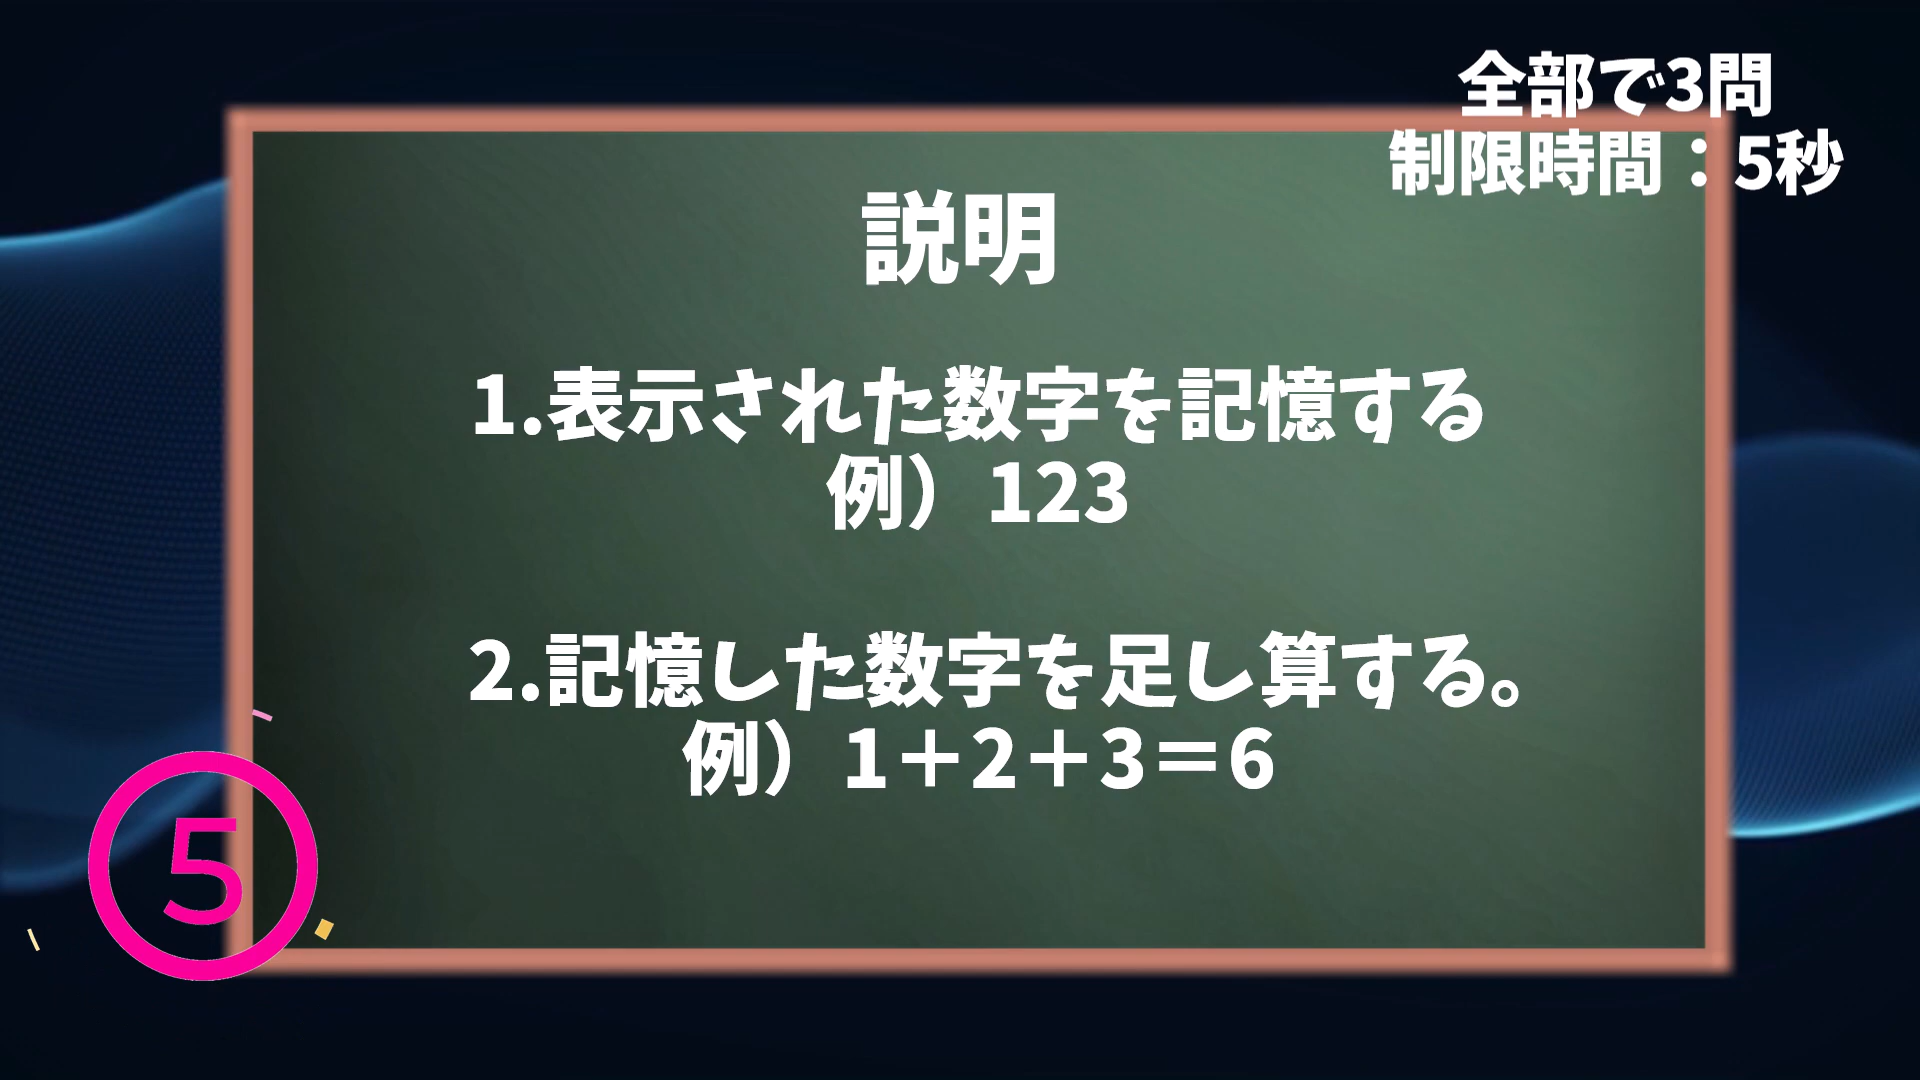 全部で3問
制限時間：5秒
説明
1.表示された数字を記憶する
例）123
2.記憶した数字を足し算する。
例）1＋2＋3＝6
5